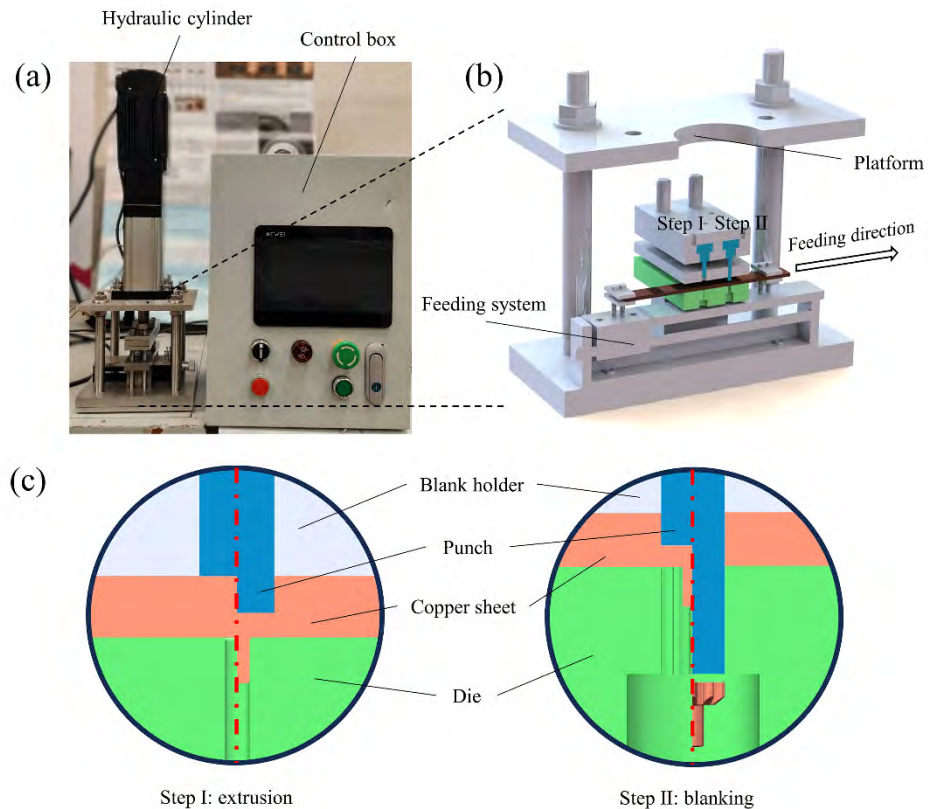 Hydraulic cylinder
Control box
(a)
(b)
Platform
Step I
Step II
Feeding direction
Feeding system
(c)
Blank holder
Punch
Copper sheet
Die
Step I: extrusion
Step II: blanking